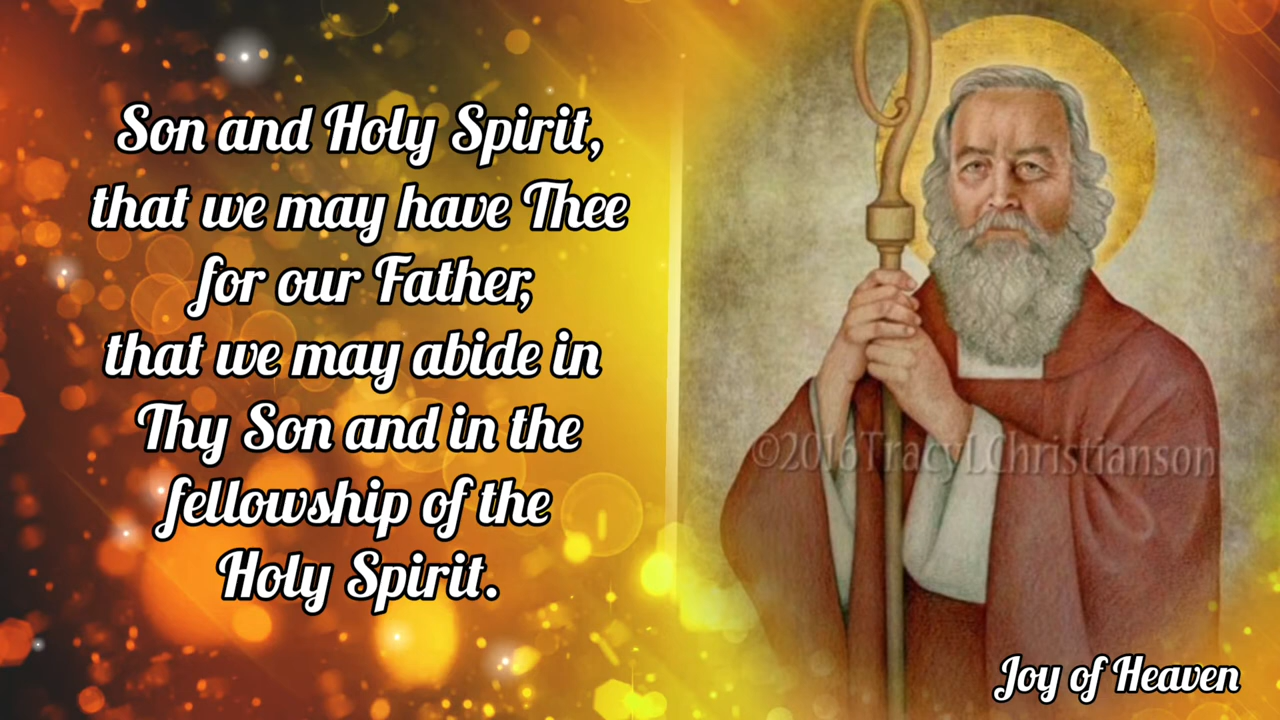 Son and Holy Spirit,
that we may have Thee
for our Father,
that we may abide in
Thy Son and in the
fellowship of the
Holy Spirit.
©2016TracyLChristianson
Joy of Heaven